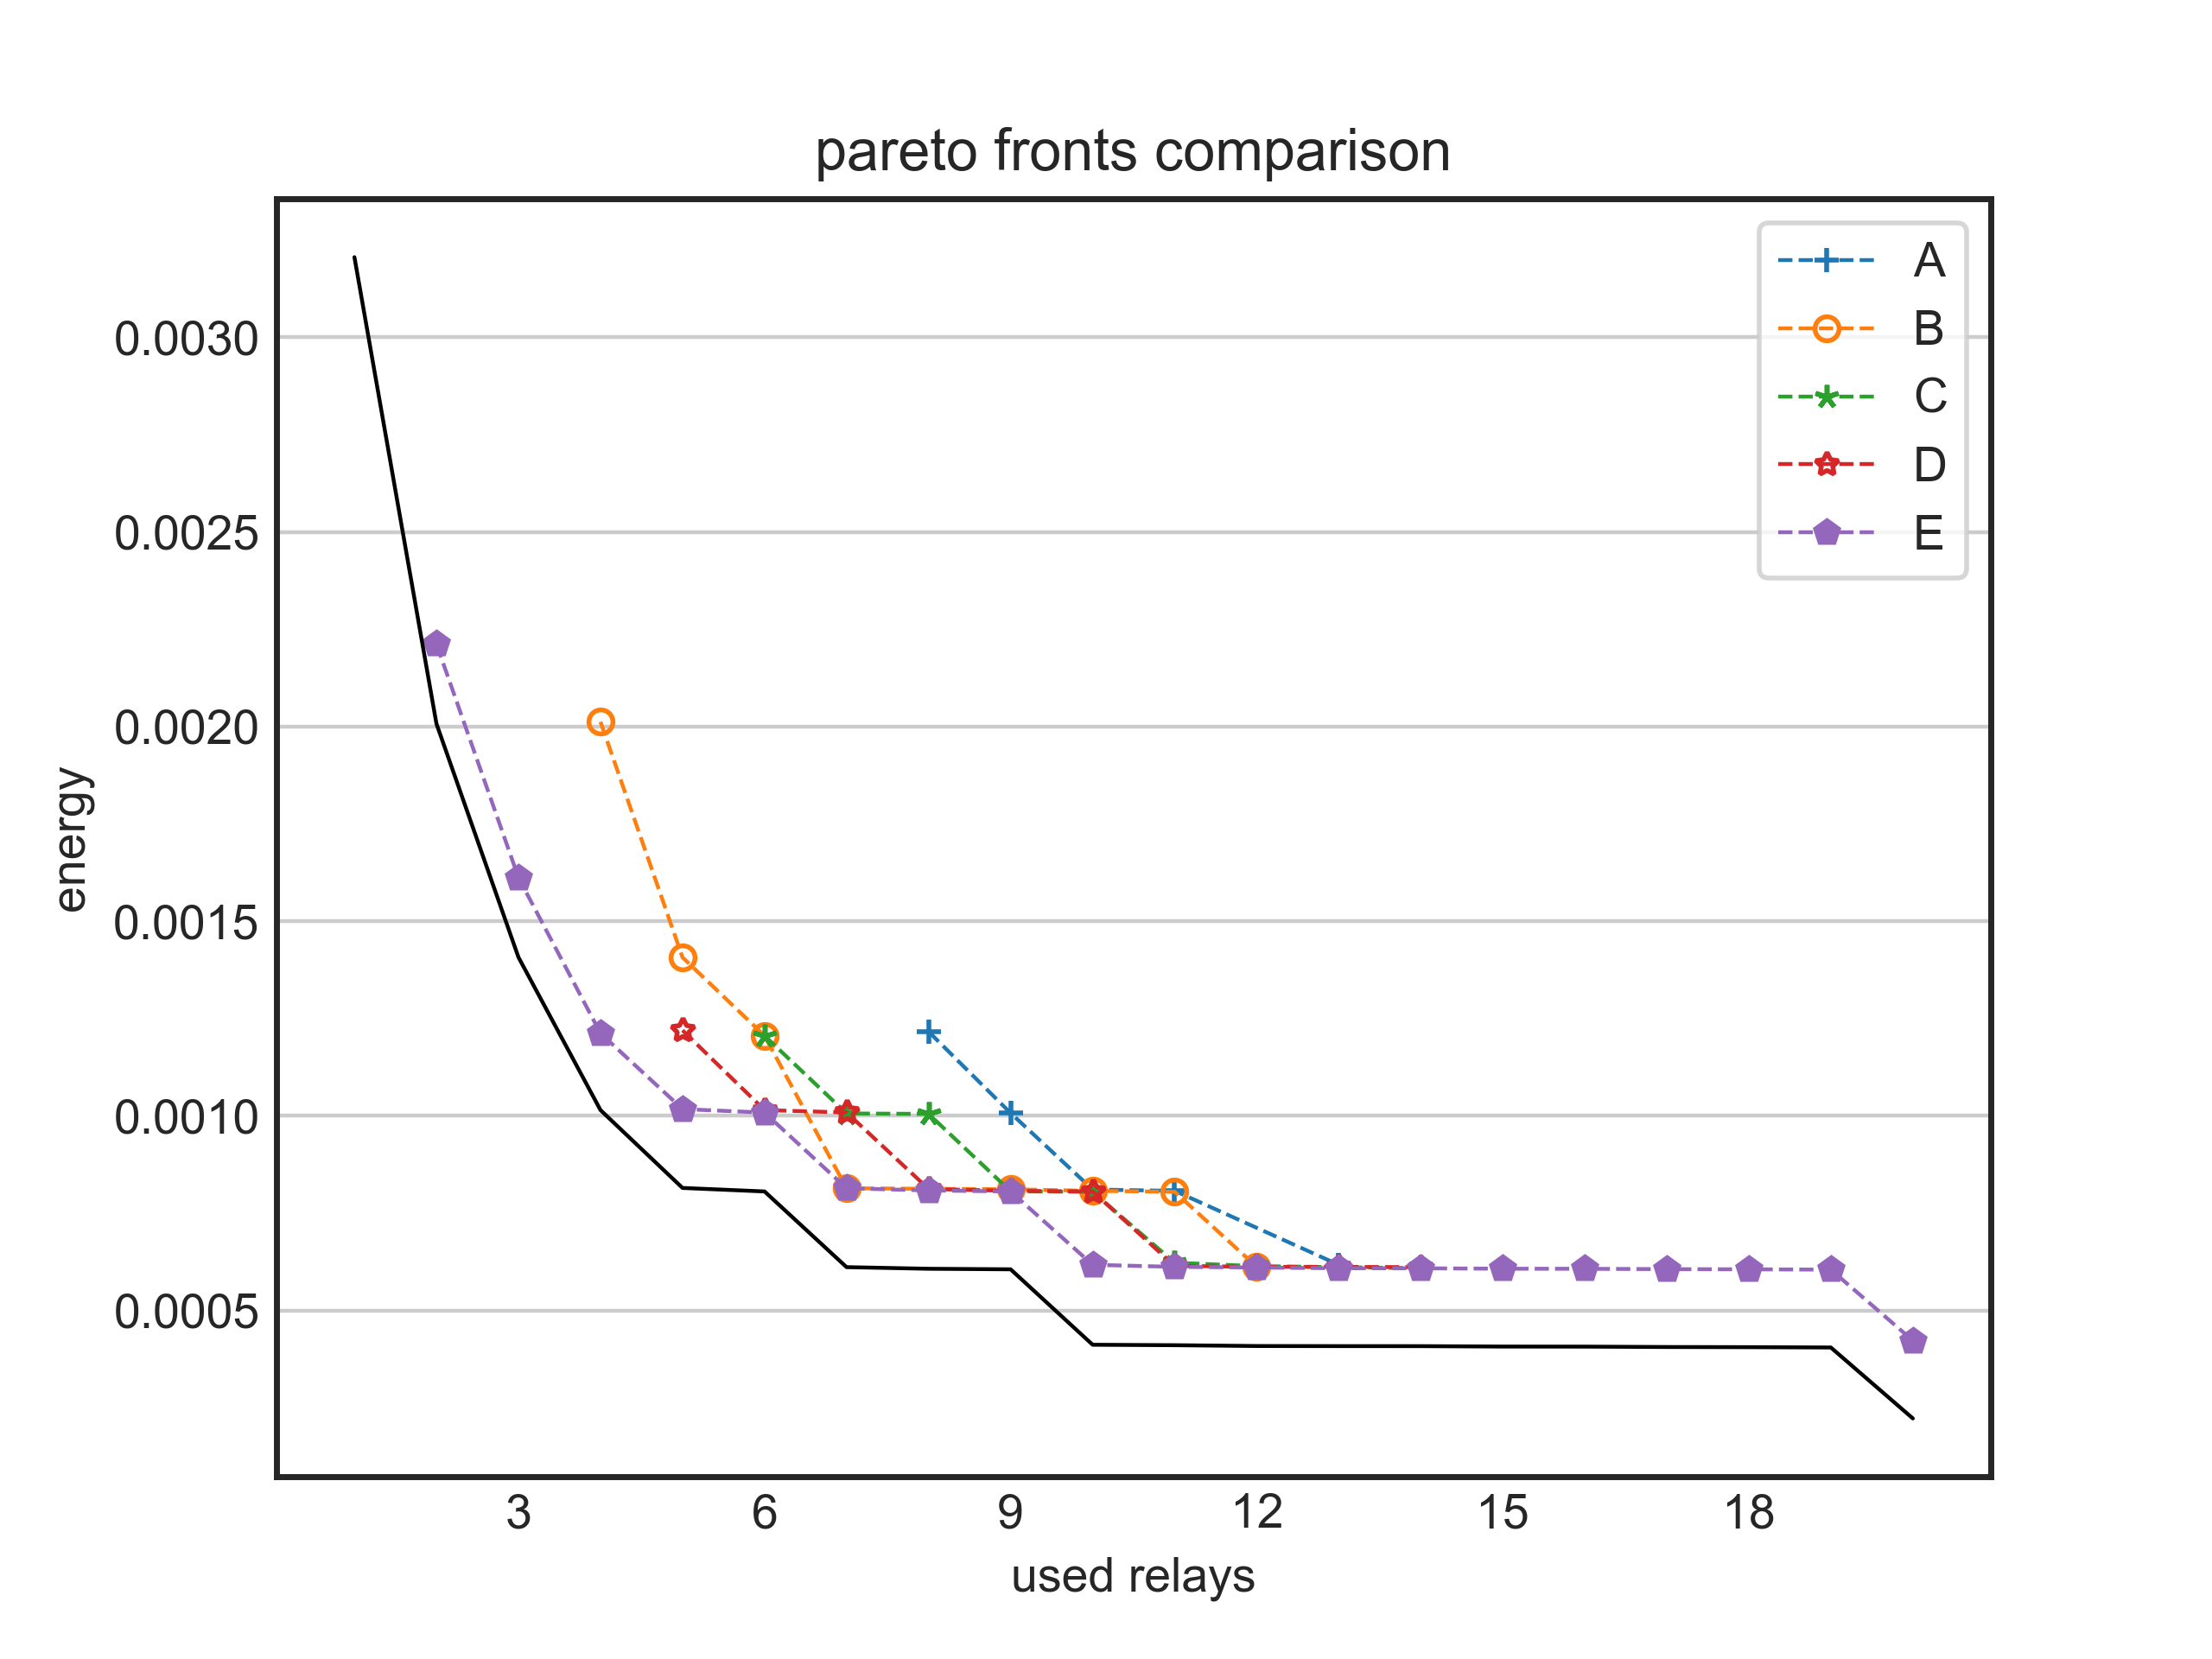 pareto fronts comparison
A
B
C
D
E
0.0030
0.0025
0.0020
0.0015
0.0010
0.0005
energy
3 6 9 12 15 18
used relays